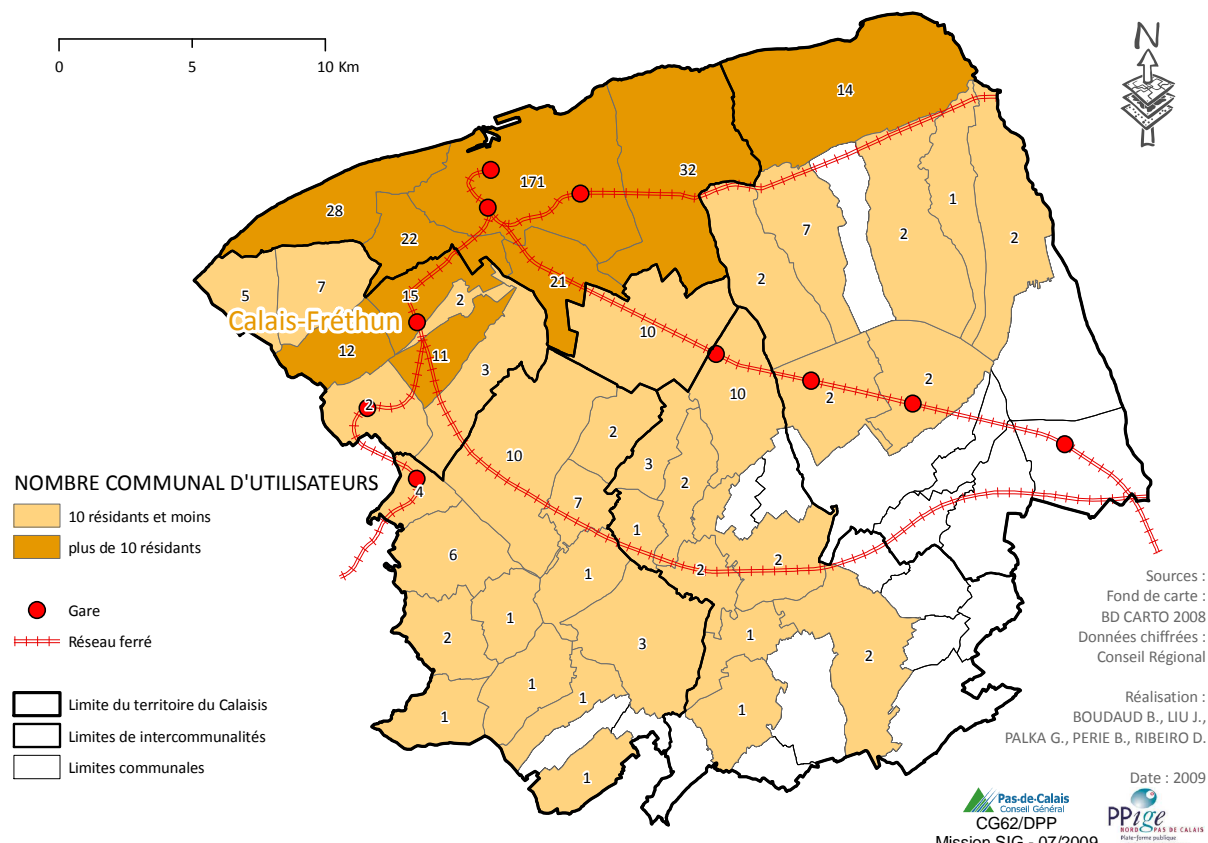 0 5 10 Km
N
14
171
32
28
22
1
7
2
2
2
7
5
21
15
2
Calais-Fréthun
10
12
11
3
2
10
2
2
2
10
3
2
NOMBRE COMMUNAL D'UTILISATEURS
4
7
10 résidants et moins
1
plus de 10 résidants
6
2
2
1
Gare
1
Réseau ferré
2
3
1
2
1
1
1
1
1
Limite du territoire du Calaisis
Limites de intercommunalités
Limites communales
Sources :
Fond de carte :
BD CARTO 2008
Données chiffrées :
Conseil Régional
Réalisation :
BOUDAUD B., LIU J.,
PALKA G., PERIE B., RIBEIRO D.
Date : 2009
Pas-de-Calais
Conseil Général
CG62/DPP
Mission SIG - 07/2009
PPige
NORD PAS DE CALAIS
Plate-forme publique